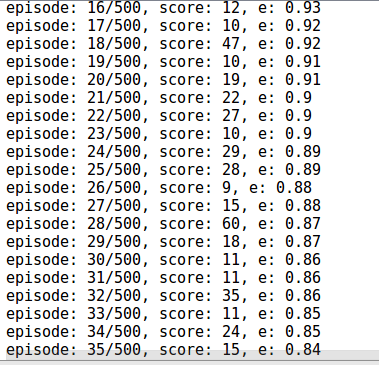 episode: 16/500, score: 12, e: 0.93
episode: 17/500, score: 10, e: 0.92
episode: 18/500, score: 47, e: 0.92
episode: 19/500, score: 10, e: 0.91
episode: 20/500, score: 19, e: 0.91
episode: 21/500, score: 22, e: 0.9
episode: 22/500, score: 27, e: 0.9
episode: 23/500, score: 10, e: 0.9
episode: 24/500, score: 29, e: 0.89
episode: 25/500, score: 28, e: 0.89
episode: 26/500, score: 9, e: 0.88
episode: 27/500, score: 15, e: 0.88
episode: 28/500, score: 60, e: 0.87
episode: 29/500, score: 18, e: 0.87
episode: 30/500, score: 11, e: 0.86
episode: 31/500, score: 11, e: 0.86
episode: 32/500, score: 35, e: 0.86
episode: 33/500, score: 11, e: 0.85
episode: 34/500, score: 24, e: 0.85
episode: 35/500, score: 15, e: 0.84